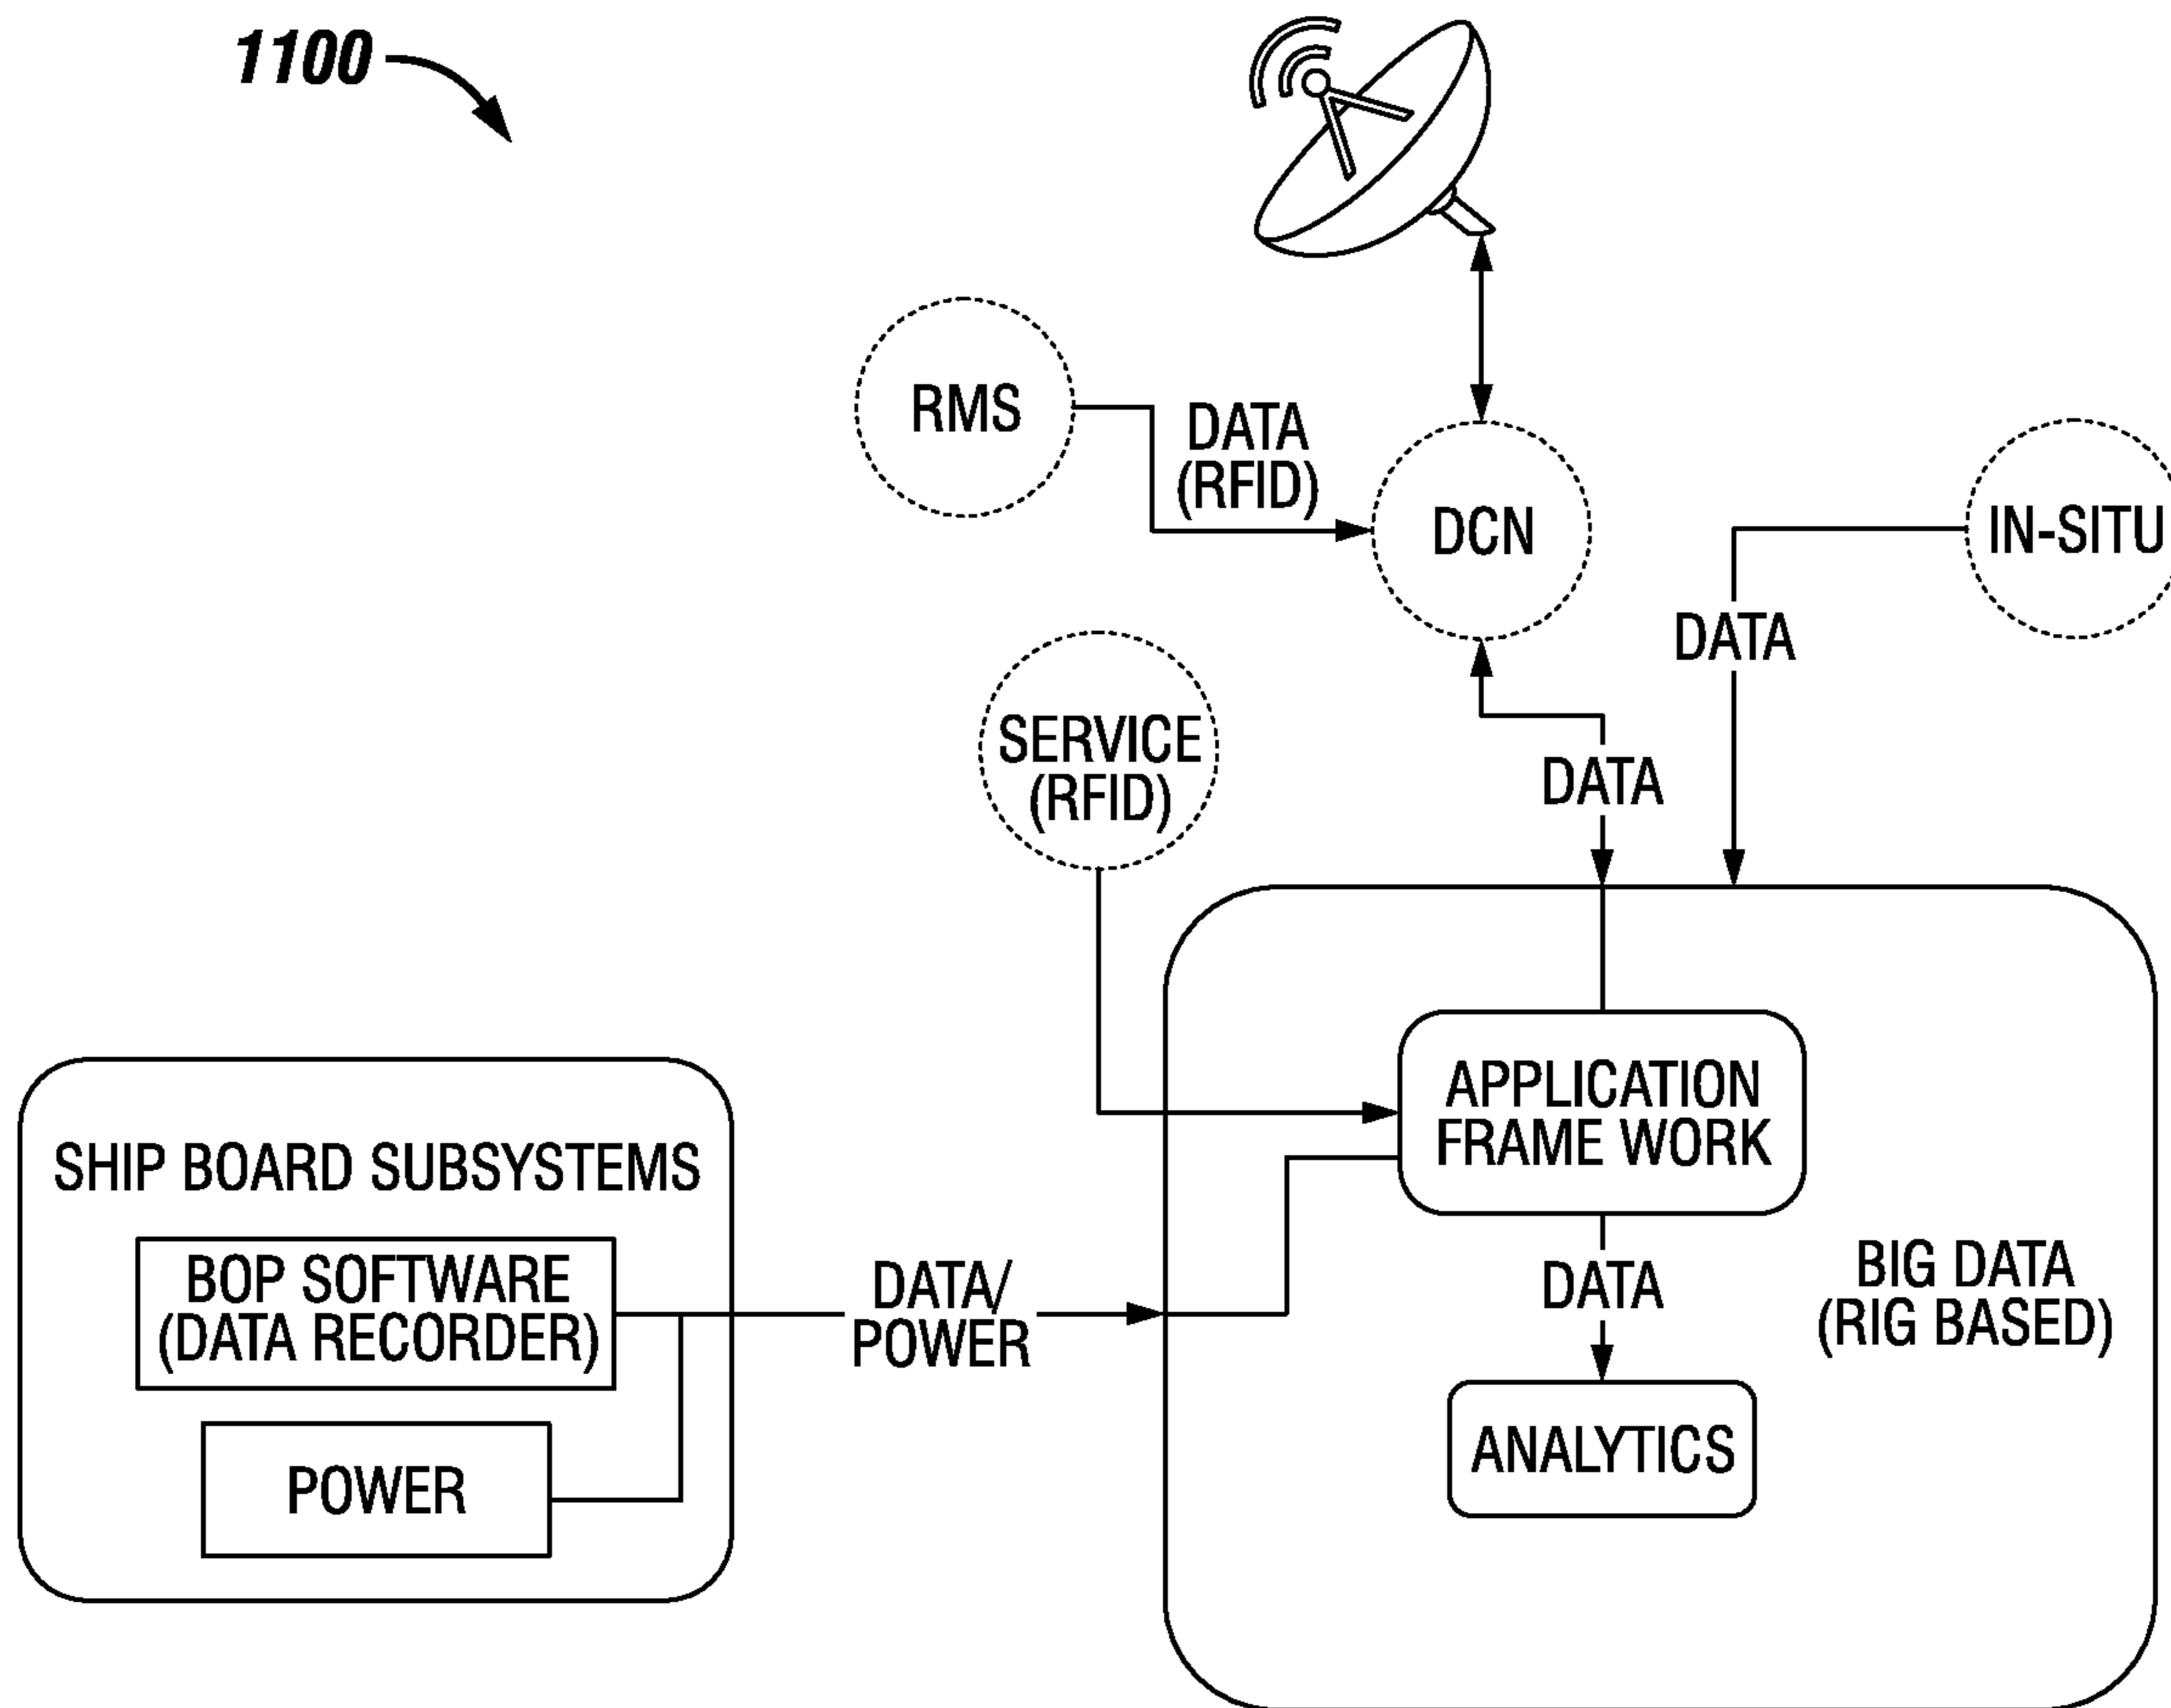 1100
RMS
DATA
(RFID)
DCN
IN-SITU
DATA
SERVICE
(RFID)
DATA
APPLICATION
FRAME WORK
SHIP BOARD SUBSYSTEMS
BOP SOFTWARE
(DATA RECORDER)
DATA/
POWER
DATA
BIG DATA
(RIG BASED)
POWER
ANALYTICS